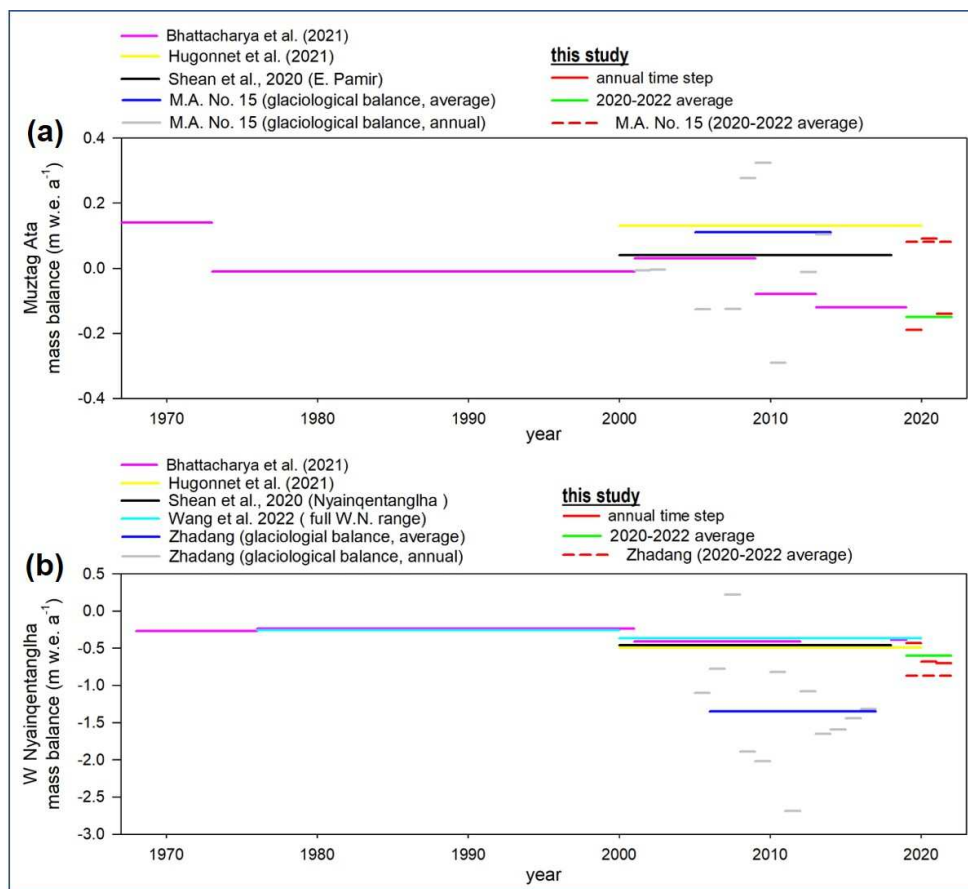 Bhattacharya et al. (2021)
Hugonnet et al. (2021)
Shean et al., 2020 (E. Pamir)
M.A. No. 15 (glaciological balance, average)
M.A. No. 15 (glaciological balance, annual)
this study
annual time step
2020-2022 average
M.A. No. 15 (2020-2022 average)
(a)
Muztag Ata
mass balance (m w.e. a⁻¹)
0.4
0.2
0.0
-0.2
-0.4
1970 1980 1990 2000 2010 2020
year
Bhattacharya et al. (2021)
Hugonnet et al. (2021)
Shean et al., 2020 (Nyainqentanglha )
Wang et al. 2022 ( full W.N. range)
Zhadang (glaciologial balance, average)
Zhadang (glaciological balance, annual)
this study
annual time step
2020-2022 average
Zhadang (2020-2022 average)
(b)
W Nyainqentanglha
mass balance (m w.e. a⁻¹)
0.5
0.0
-0.5
-1.0
-1.5
-2.0
-2.5
-3.0
1970 1980 1990 2000 2010 2020
year